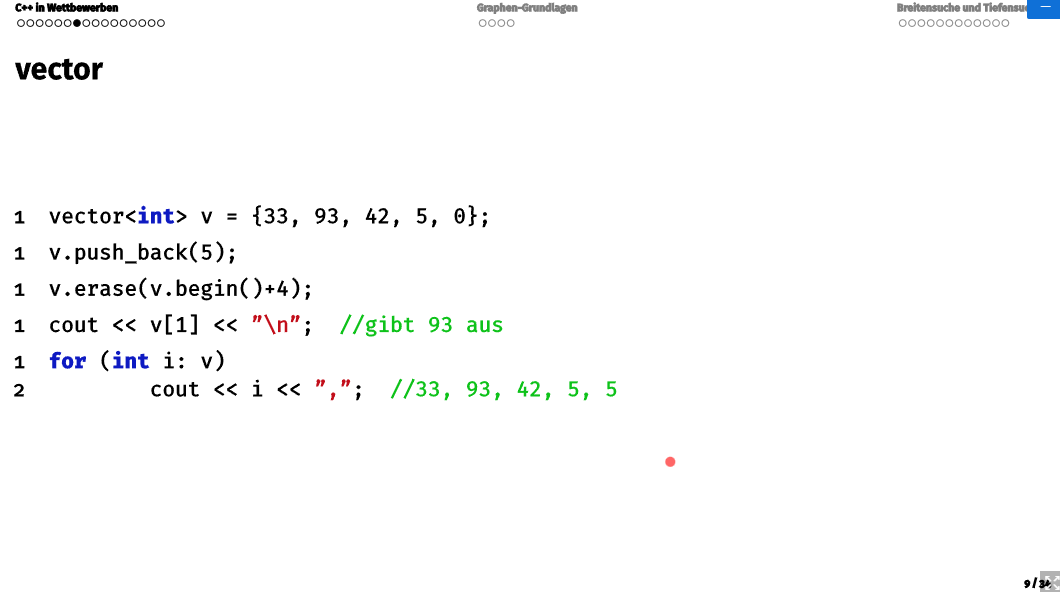 C++ in Wettbewerben
Graphen-Grundlagen
Breitensuche und
vector
1 vector<int> v = {33, 93, 42, 5, 0};
1 v.push_back(5);
1 v.erase(v.begin()+4);
1 cout << v[1] << "\n"; //gibt 93 aus
1 for (int i: v)
2 cout << i << ","; //33, 93, 42, 5, 5
9 /